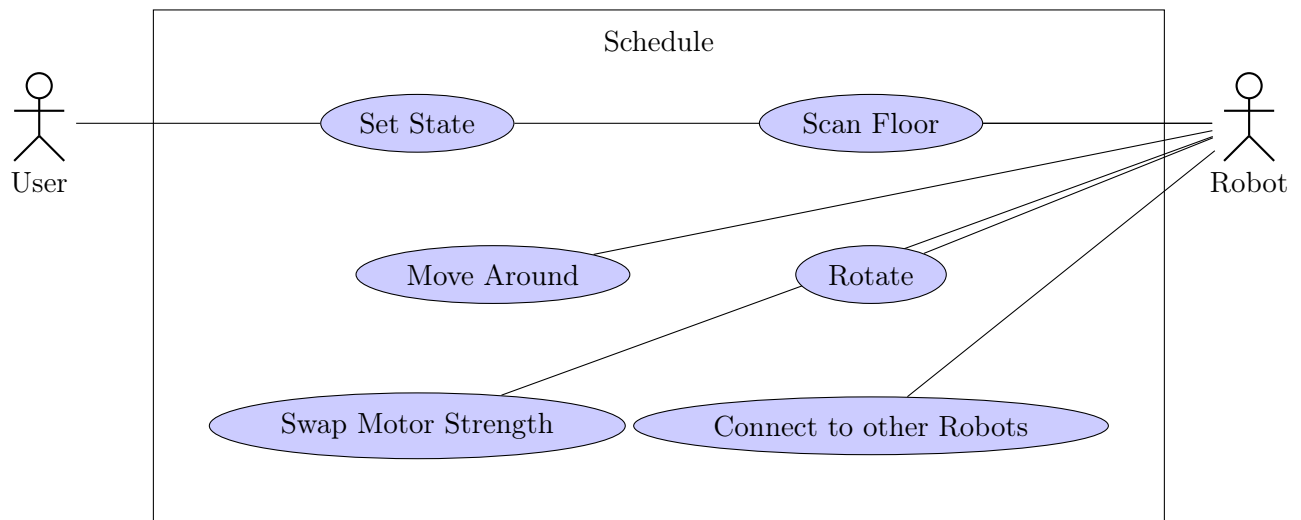 Schedule
Set State
Scan Floor
User
Robot
Move Around
Rotate
Swap Motor Strength
Connect to other Robots